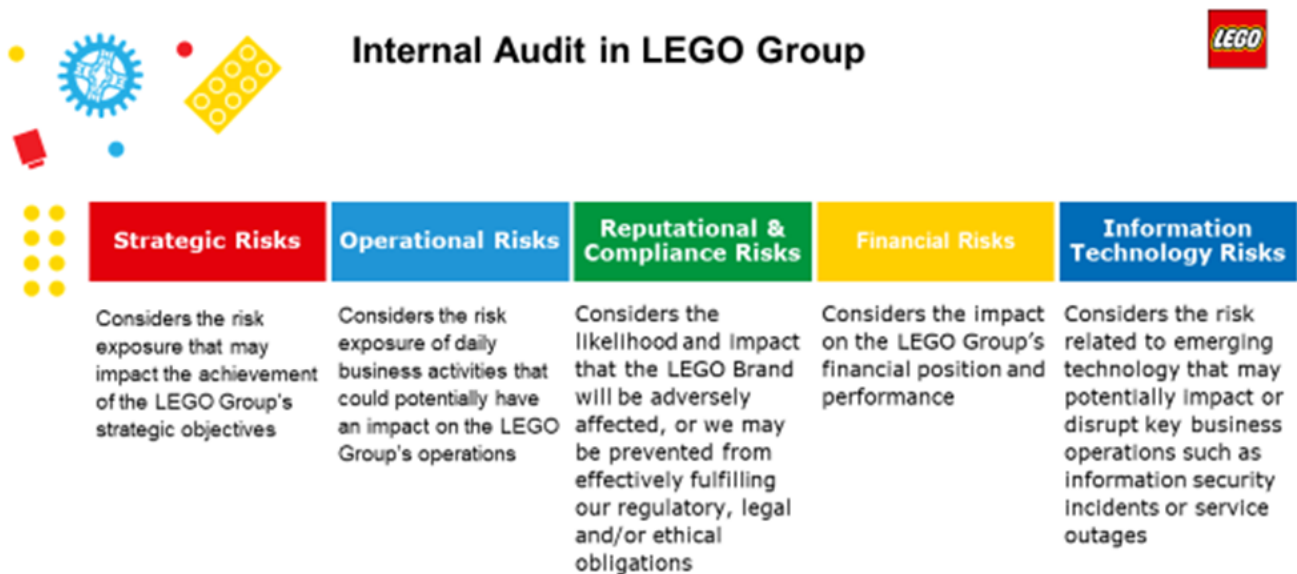 Internal Audit in LEGO Group
LEGO
Strategic Risks
Considers the risk
exposure that may
impact the achievement
of the LEGO Group's
strategic objectives
Operational Risks
Considers the risk
exposure of daily
business activities that
could potentially have
an impact on the LEGO
Group's operations
Reputational &
Compliance Risks
Considers the
likelihood and impact
that the LEGO Brand
will be adversely
affected, or we may
be prevented from
effectively fulfilling
our regulatory, legal
and/or ethical
obligations
Financial Risks
Considers the impact
on the LEGO Group's
financial position and
performance
Information
Technology Risks
Considers the risk
related to emerging
technology that may
potentially impact or
disrupt key business
operations such as
information security
incidents or service
outages